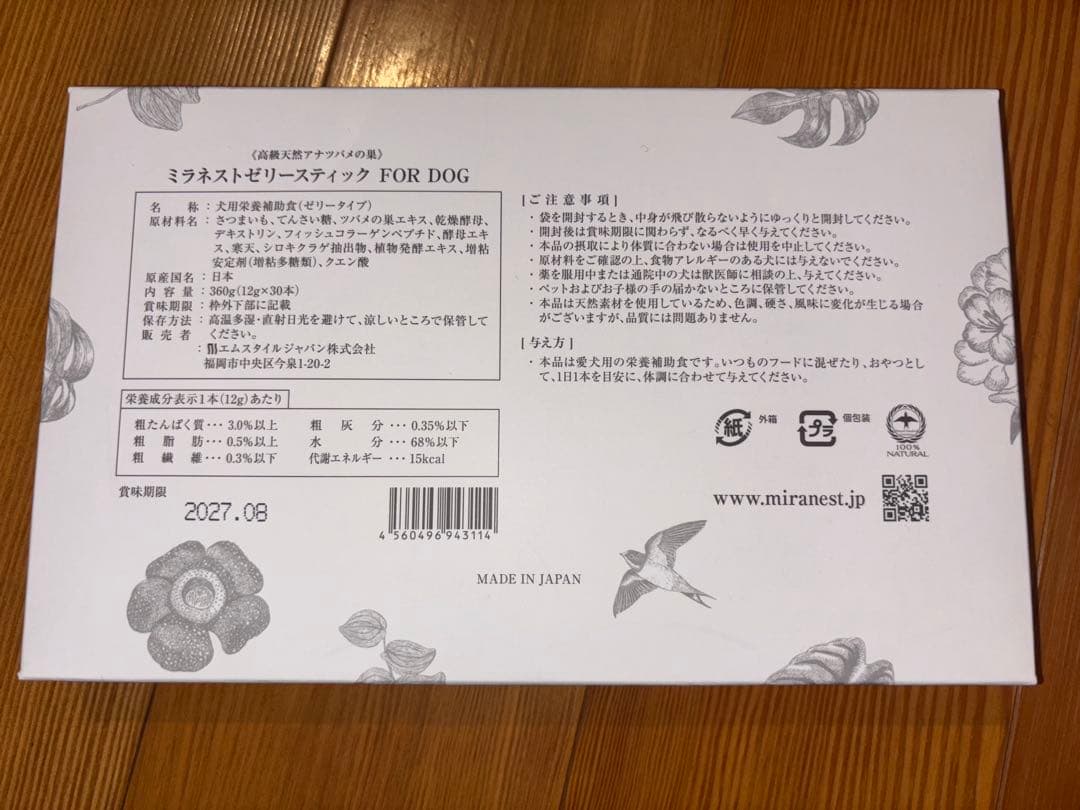 《高級天然アナツバメの巣》
ミラネストゼリースティック FOR DOG
名 称：犬用栄養補助食(ゼリータイプ)
原材料名：さつまいも、てんさい糖、ツバメの巣エキス、乾燥酵母、
デキストリン、フィッシュコラーゲンペプチド、酵母エキ
ス、寒天、シロキクラゲ抽出物、植物発酵エキス、増粘
安定剤(増粘多糖類)、クエン酸
原産国名：日本
内 容 量：360g(12g×30本)
賞味期限：枠外下部に記載
保存方法：高温多湿・直射日光を避けて、涼しいところで保管して
ください。
販 売 者：エムスタイルジャパン株式会社
福岡市中央区今泉1-20-2
栄養成分表示1本(12g)あたり
粗たんぱく質･･･3.0%以上 粗 灰 分･･･0.35%以下
粗 脂 肪･･･0.5%以上 水 分･･･68%以下
粗 繊 維･･･0.3%以下 代謝エネルギー･･･15kcal
賞味期限
2027.08
4 560496 943114
[ご注意事項]
・袋を開封するとき、中身が飛び散らないようにゆっくりと開封してください。
・開封後は賞味期限に関わらず、なるべく早く与えてください。
・本品の摂取により体質に合わない場合は使用を中止してください。
・原材料をご確認の上、食物アレルギーのある犬には与えないでください。
・薬を服用中または通院中の犬は獣医師に相談の上、与えてください。
・ペットおよびお子様の手の届かないところに保管してください。
・本品は天然素材を使用しているため、色調、硬さ、風味に変化が生じる場合
がございますが、品質には問題ありません。
[与え方]
・本品は愛犬用の栄養補助食です。いつものフードに混ぜたり、おやつとし
て、1日1本を目安に、体調に合わせて与えてください。
紙 外箱
プラ 個包装
100%
NATURAL
www.miranest.jp
MADE IN JAPAN